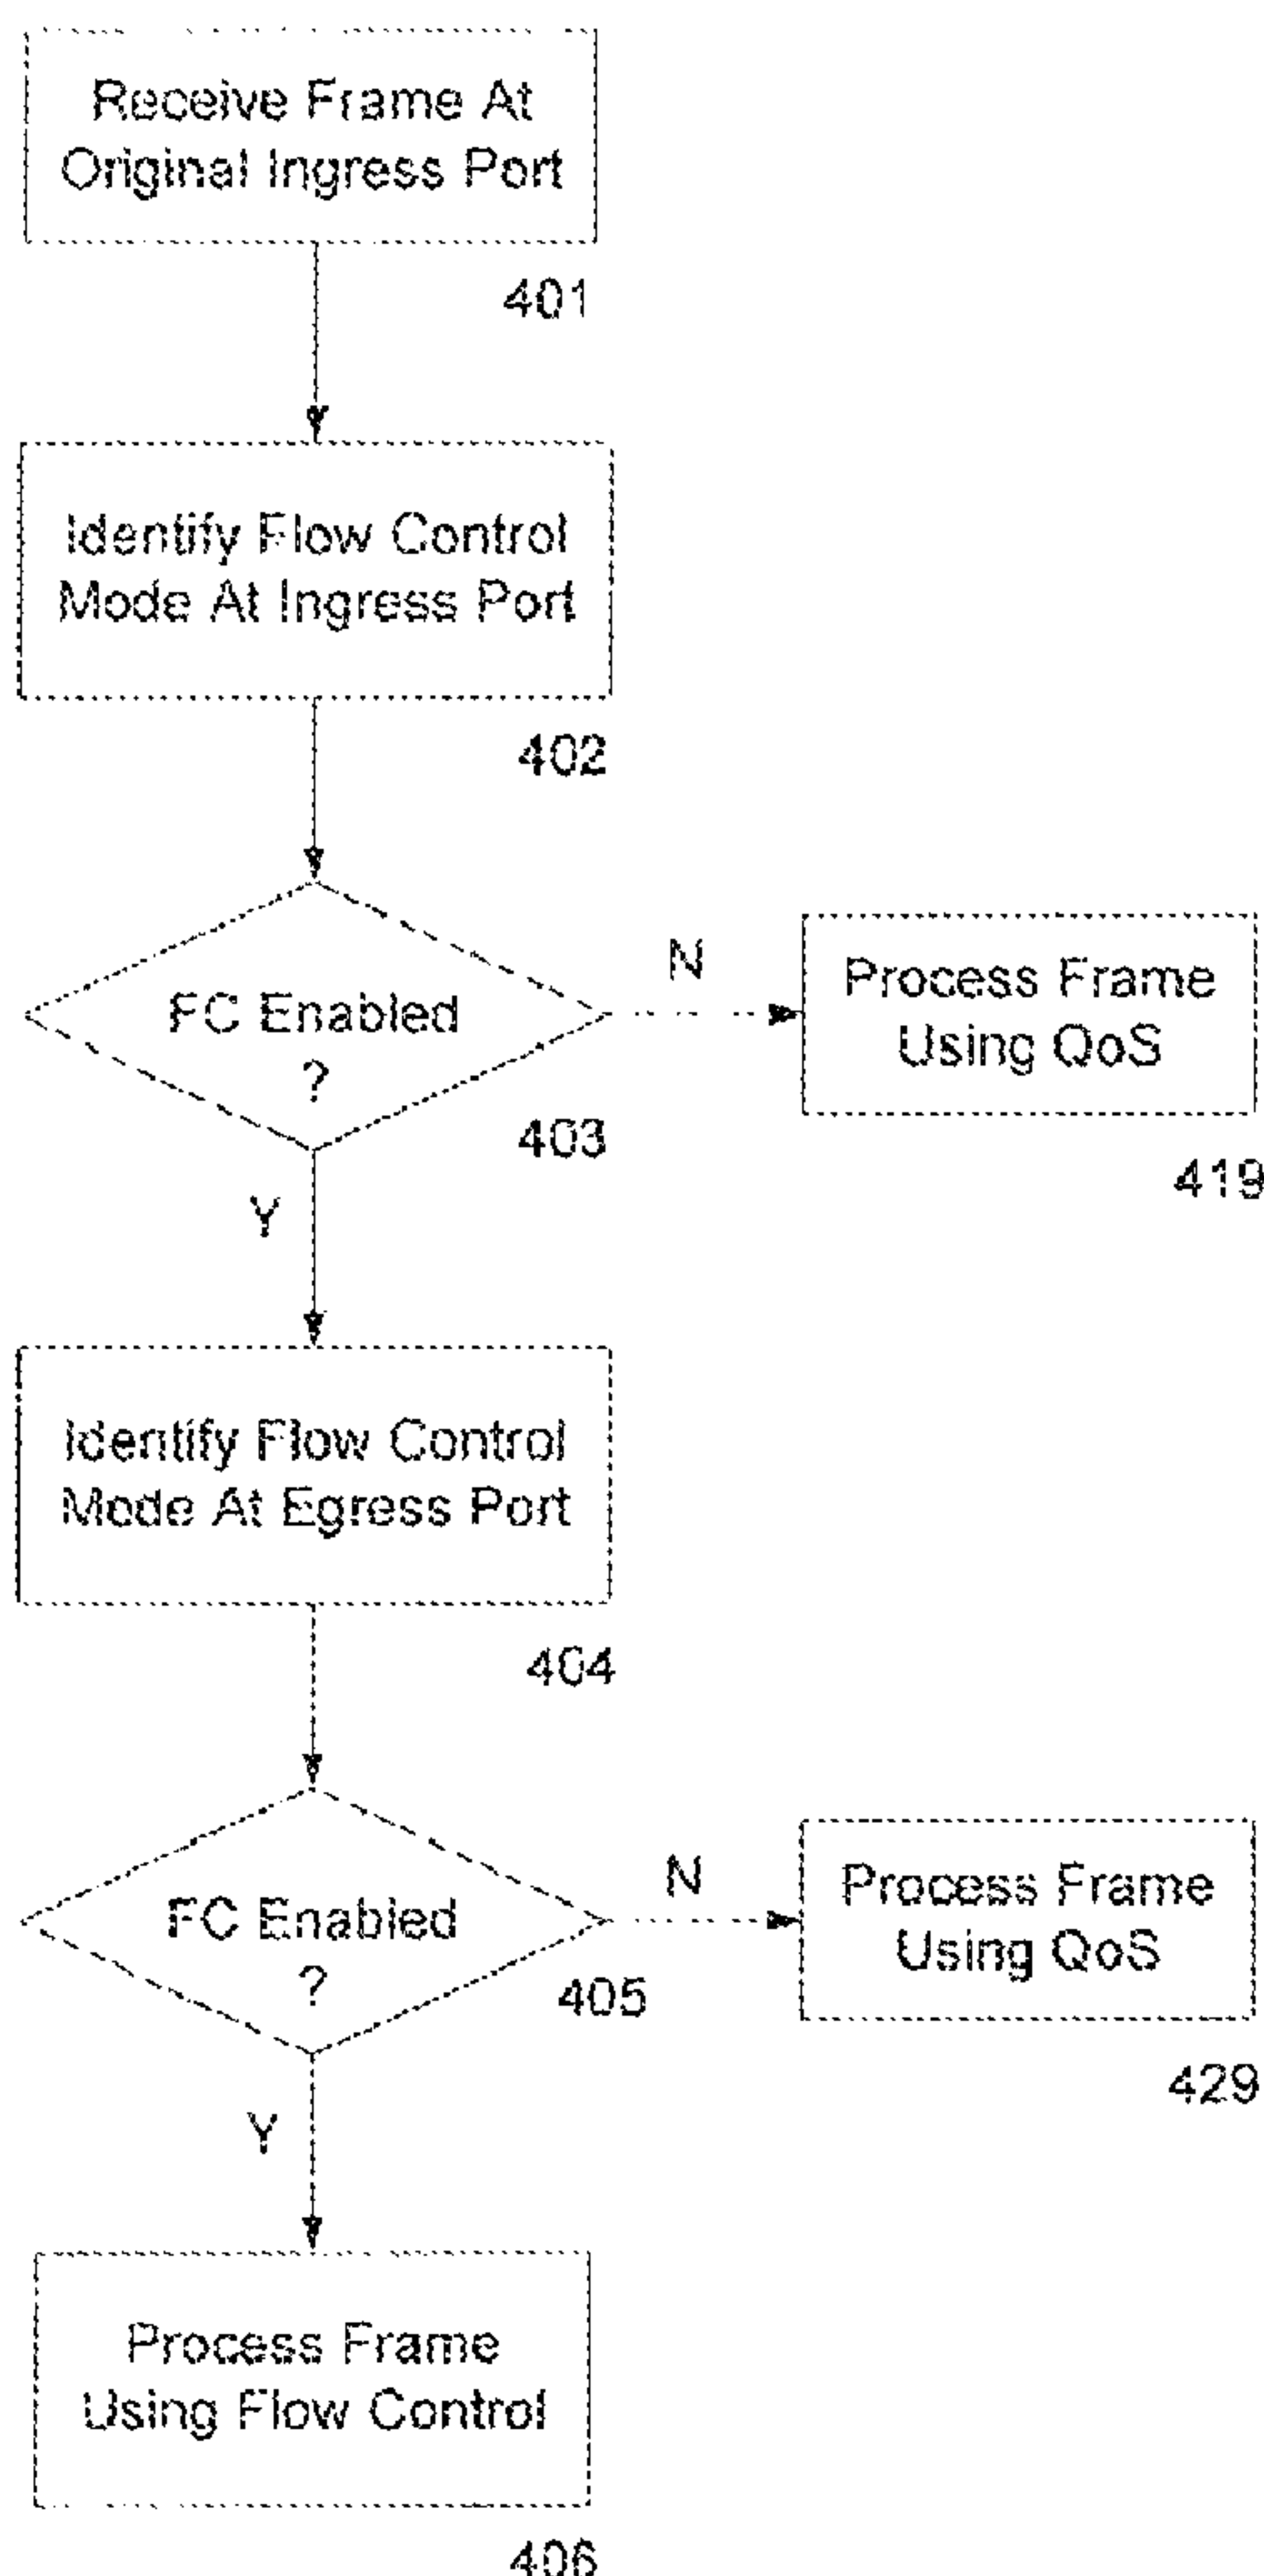 Receive Frame At
Original Ingress Port
401
Identify Flow Control
Mode At Ingress Port
402
FC Enabled
?
403
N
Process Frame
Using QoS
419
Y
Identify Flow Control
Mode At Egress Port
404
FC Enabled
?
405
N
Process Frame
Using QoS
429
Y
Process Frame
Using Flow Control
406